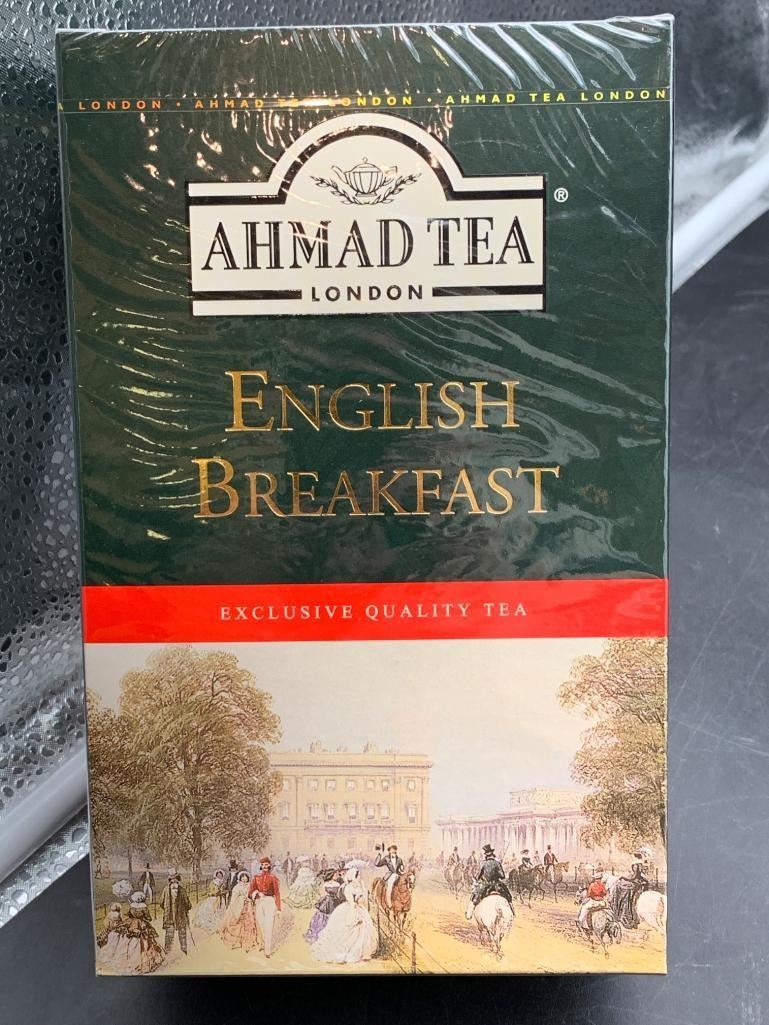 A LONDON • AHMAD TEA LONDON • AHMAD TEA LONDON
®
AHMAD TEA
LONDON
ENGLISH
BREAKFAST
EXCLUSIVE QUALITY TEA